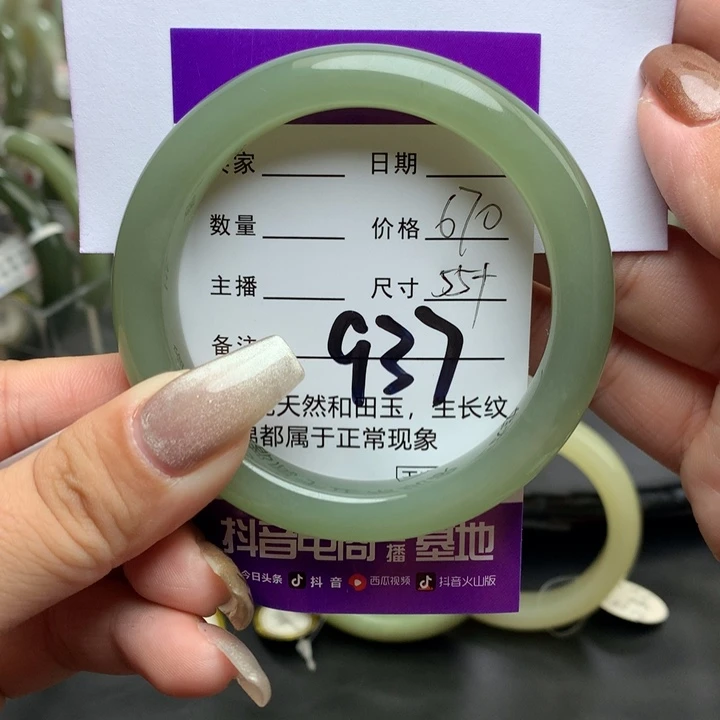 家 日期
数量 价格 670
主播 尺寸 55+
备注 937
天然和田玉，生长纹
都属于正常现象
抖音电商直播基地
今日头条 抖音 西瓜视频 抖音火山版